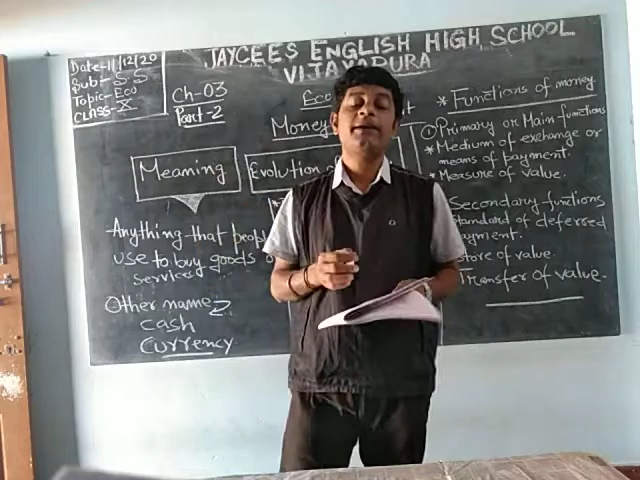 JAYCEES ENGLISH HIGH SCHOOL
VIJAYAPURA
Date-11/12/20
Sub- S.S
Topic- Eco
CLASS- X
Ch-03
Part-2
Eco
Money
Meaning
Evolution
Anything that peopl
use to buy goods
services
Other name
cash
currency
* Functions of money
① Primary or Main functions
* Medium of exchange or
means of payment.
* Measure of value.
Secondary functions
Standard of deferred
payment.
Store of value.
Transfer of value.